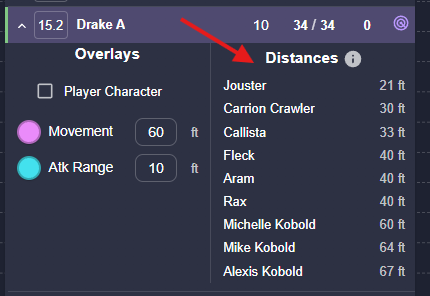 15.2 Drake A 10 34 / 34 0
Overlays
Player Character
Movement 60 ft
Atk Range 10 ft
Distances
Jouster 21 ft
Carrion Crawler 30 ft
Callista 33 ft
Fleck 40 ft
Aram 40 ft
Rax 40 ft
Michelle Kobold 60 ft
Mike Kobold 64 ft
Alexis Kobold 67 ft